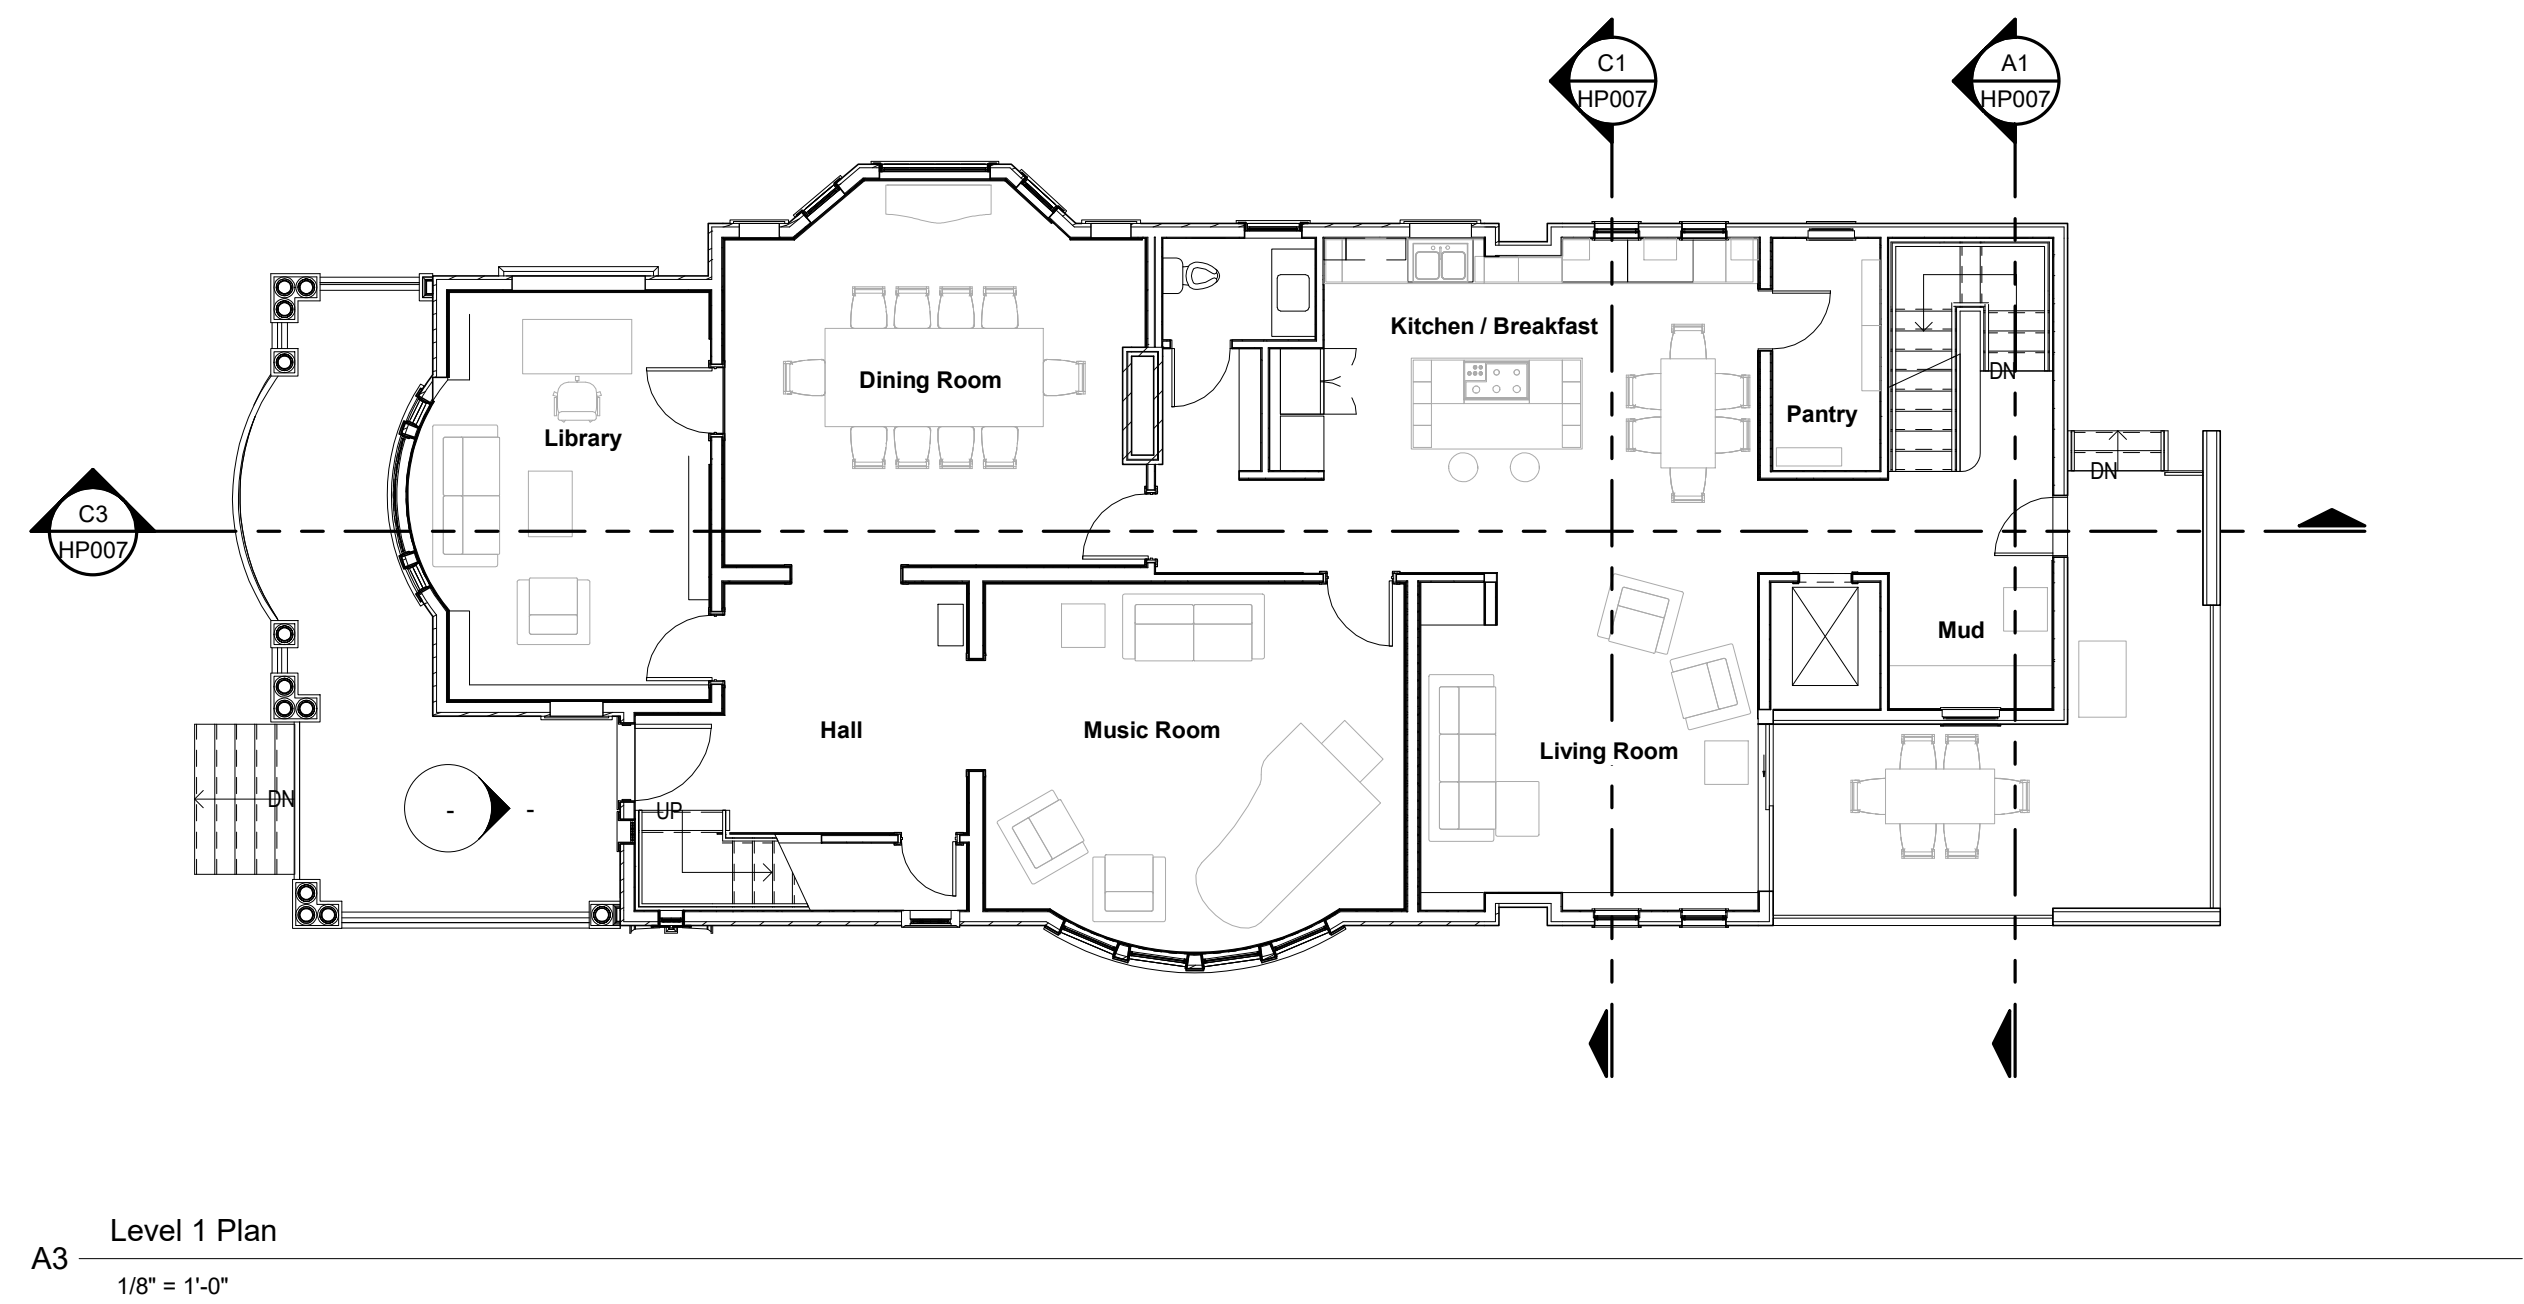 C1
HP007
A1
HP007
Kitchen / Breakfast
Dining Room
DN
Pantry
Library
DN
C3
HP007
Mud
Hall
Music Room
Living Room
DN
UP
-
-
Level 1 Plan
A3
1/8" = 1'-0"